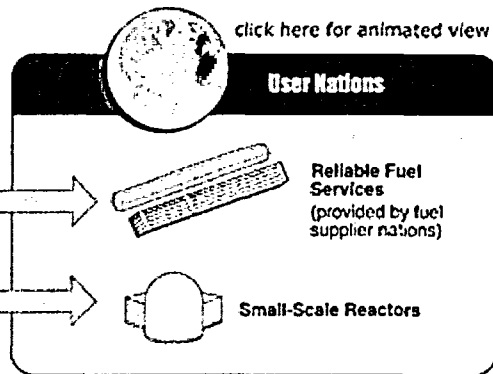 click here for animated view
User Nations
Reliable Fuel
Services
(provided by fuel
supplier nations)
Small-Scale Reactors